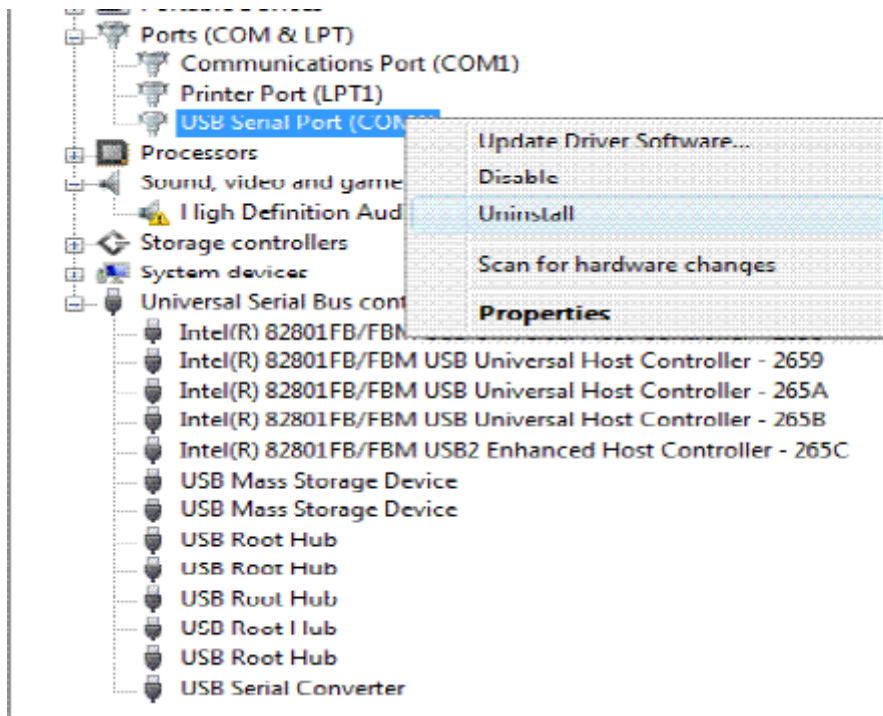 Ports (COM & LPT)
Communications Port (COM1)
Printer Port (LPT1)
USB Serial Port (COM
Update Driver Software...
Processors
Disable
Sound, video and game
High Definition Aud
Uninstall
Storage controllers
Scan for hardware changes
System devices
Universal Serial Bus cont
Properties
Intel(R) 82801FB/FBM
Intel(R) 82801FB/FBM USB Universal Host Controller - 2659
Intel(R) 82801FB/FBM USB Universal Host Controller - 265A
Intel(R) 82801FB/FBM USB Universal Host Controller - 265B
Intel(R) 82801FB/FBM USB2 Enhanced Host Controller - 265C
USB Mass Storage Device
USB Mass Storage Device
USB Root Hub
USB Root Hub
USB Root Hub
USB Root Hub
USB Root Hub
USB Serial Converter